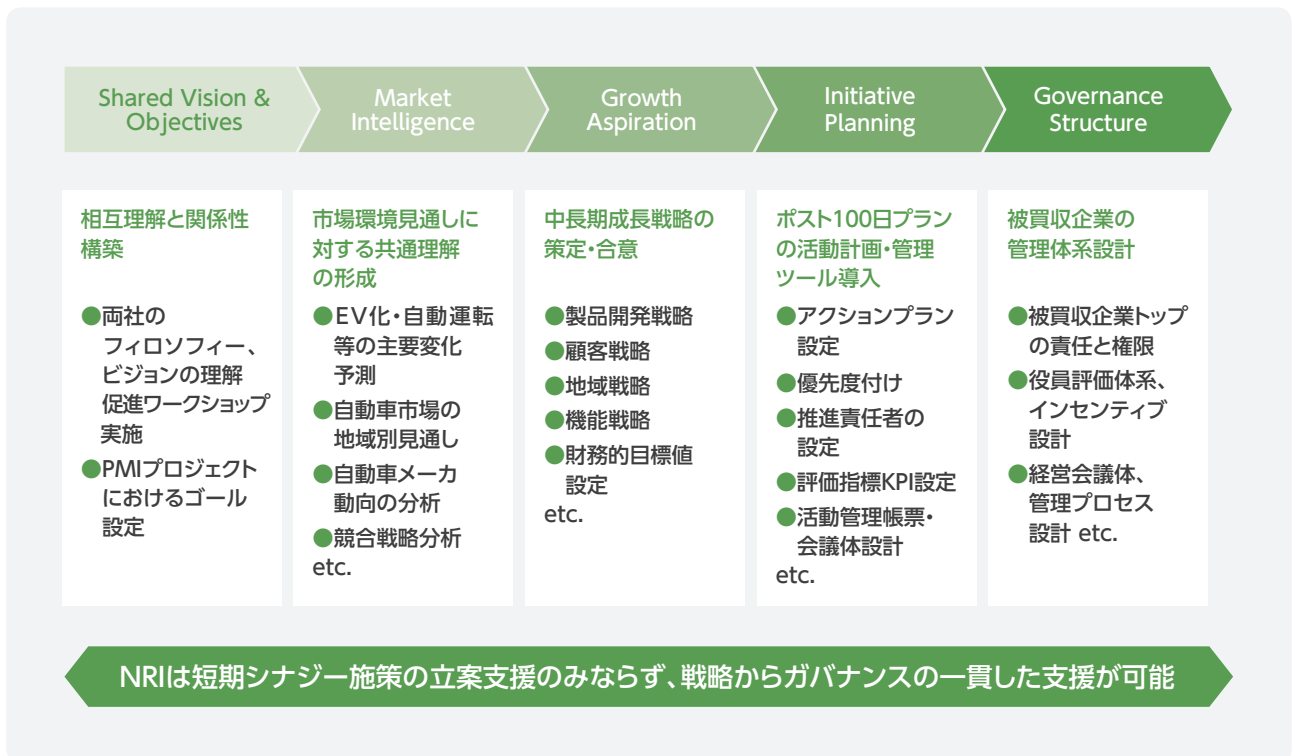 Shared Vision &
Objectives
Market
Intelligence
Growth
Aspiration
Initiative
Planning
Governance
Structure
相互理解と関係性
構築
●両社の
フィロソフィー、
ビジョンの理解
促進ワークショップ
実施
●PMIプロジェクト
におけるゴール
設定
市場環境見通しに
対する共通理解
の形成
●EV化・自動運転
等の主要変化
予測
●自動車市場の
地域別見通し
●自動車メーカ
動向の分析
●競合戦略分析
etc.
中長期成長戦略の
策定・合意
●製品開発戦略
●顧客戦略
●地域戦略
●機能戦略
●財務的目標値
設定
etc.
ポスト100日プラン
の活動計画・管理
ツール導入
●アクションプラン
設定
●優先度付け
●推進責任者の
設定
●評価指標KPI設定
●活動管理帳票・
会議体設計
etc.
被買収企業の
管理体系設計
●被買収企業トップ
の責任と権限
●役員評価体系、
インセンティブ
設計
●経営会議体、
管理プロセス
設計 etc.
NRIは短期シナジー施策の立案支援のみならず、戦略からガバナンスの一貫した支援が可能